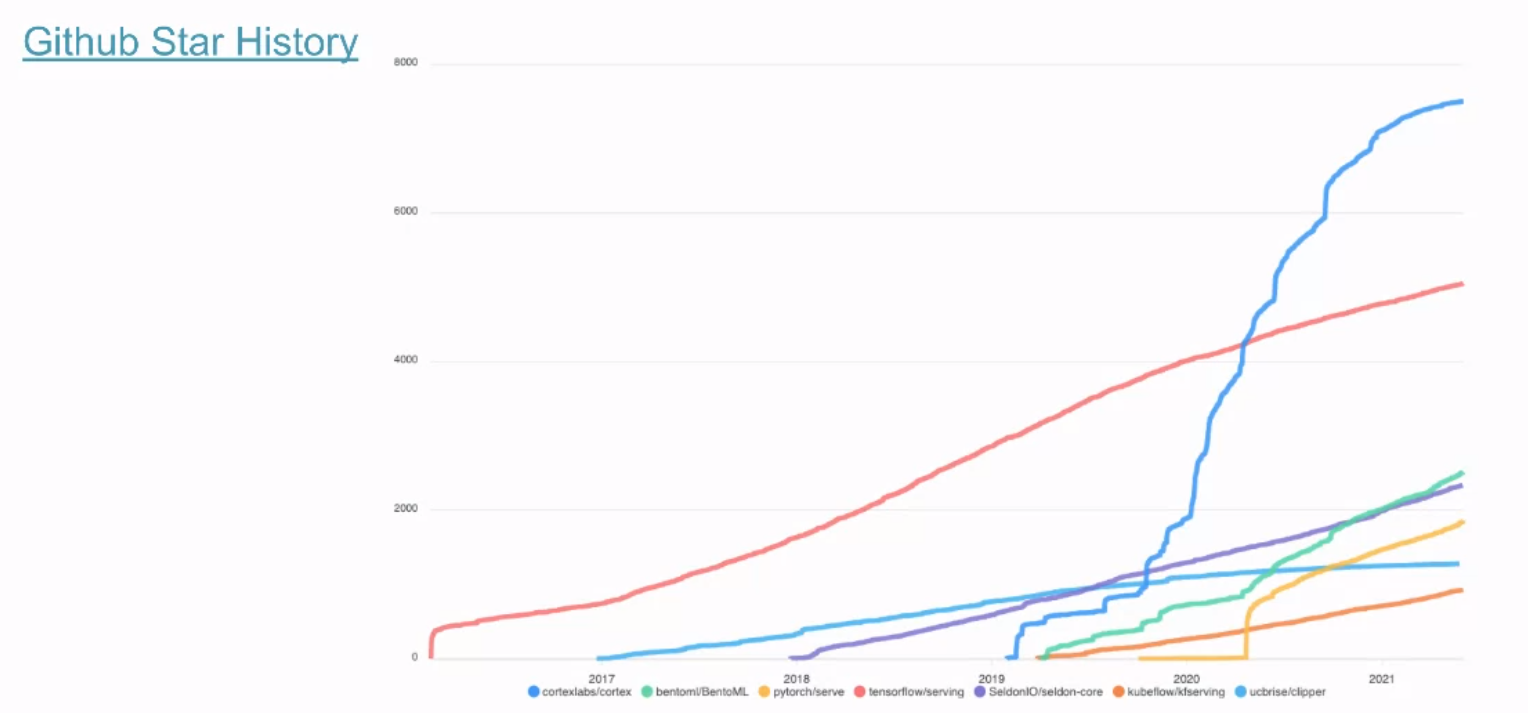 Github Star History
8000
6000
4000
2000
0
2017 2018 2019 2020 2021
cortexlabs/cortex bentoml/BentoML pytorch/serve tensorflow/serving SeldonIO/seldon-core kubeflow/kfserving ucbrise/clipper